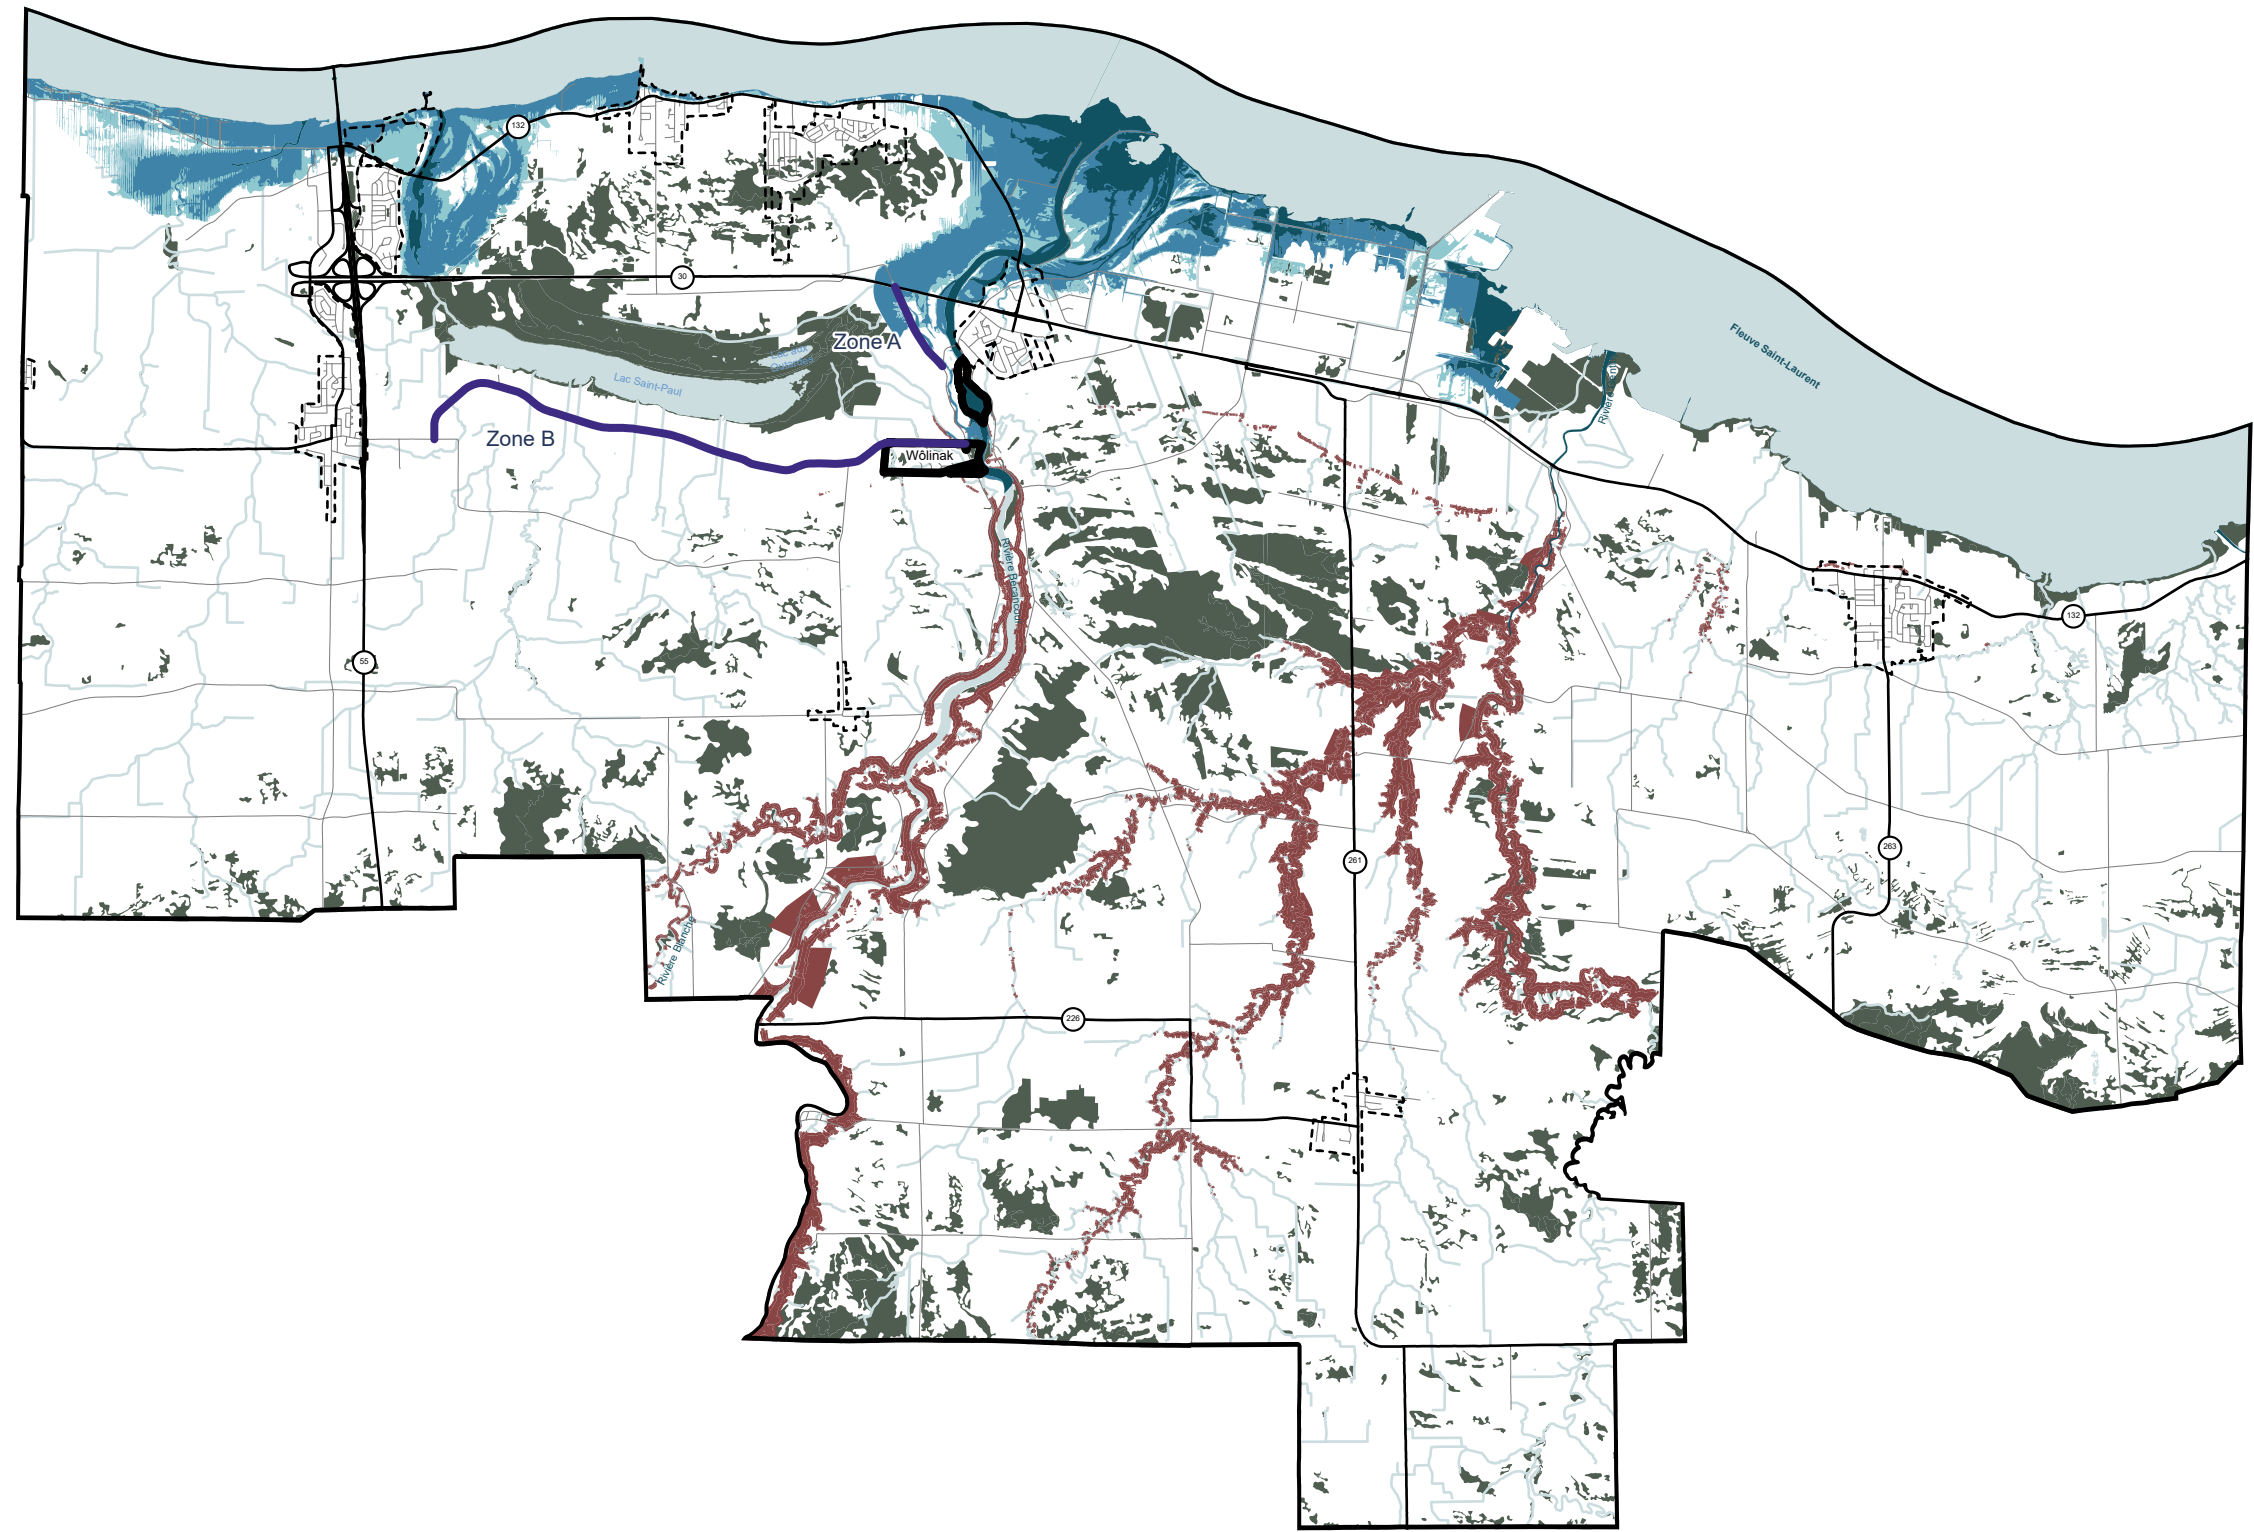 132
30
Zone A
Lac Saint-Paul
Fleuve Saint-Laurent
Zone B
Wôlinak
Rivière Bécancour
132
55
261
263
Rivière Blanche
226